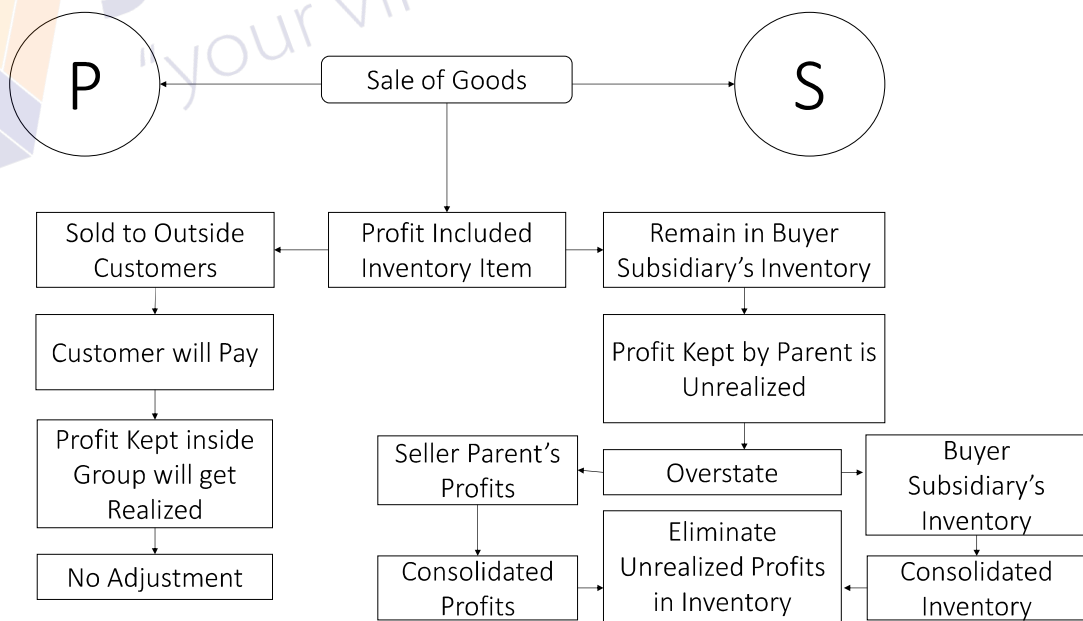 "your vi
P
Sale of Goods
S
Sold to Outside
Customers
Profit Included
Inventory Item
Remain in Buyer
Subsidiary's Inventory
Customer will Pay
Profit Kept by Parent is
Unrealized
Profit Kept inside
Group will get
Realized
Seller Parent's
Profits
Overstate
Buyer
Subsidiary's
Inventory
No Adjustment
Consolidated
Profits
Eliminate
Unrealized Profits
in Inventory
Consolidated
Inventory